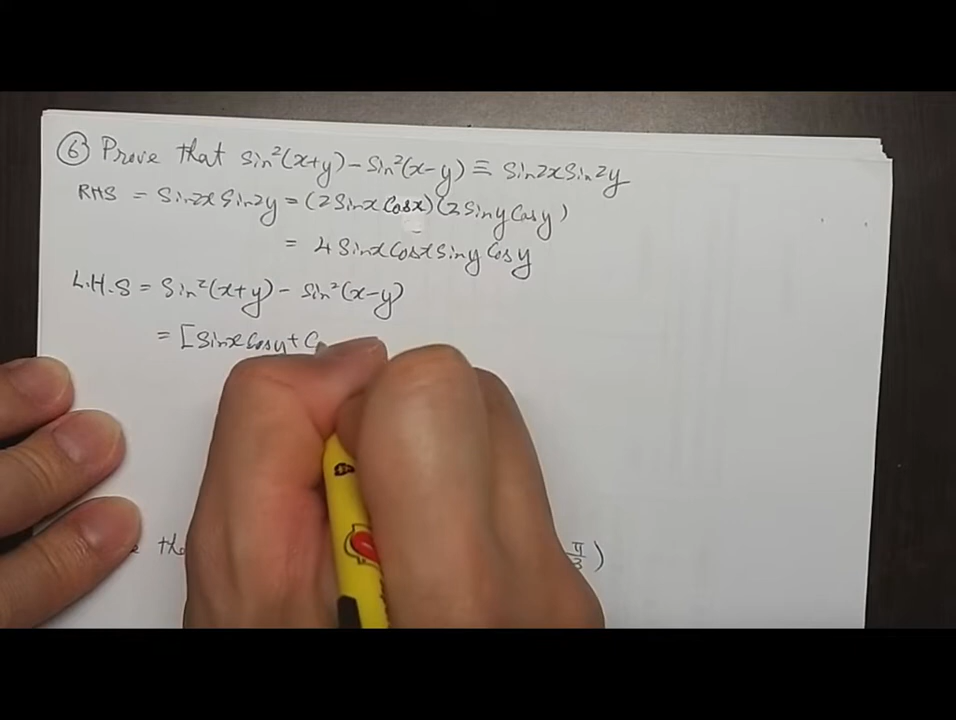 ⑥ Prove that sin²(x+y) – sin²(x–y) ≡ sin2x sin2y
RHS = sin2x sin2y = (2sinx cosx)(2siny cosy)
= 4 sinx cosx siny cosy
L.H.S = sin²(x+y) – sin²(x–y)
= [sinx cosy + C
π/3)